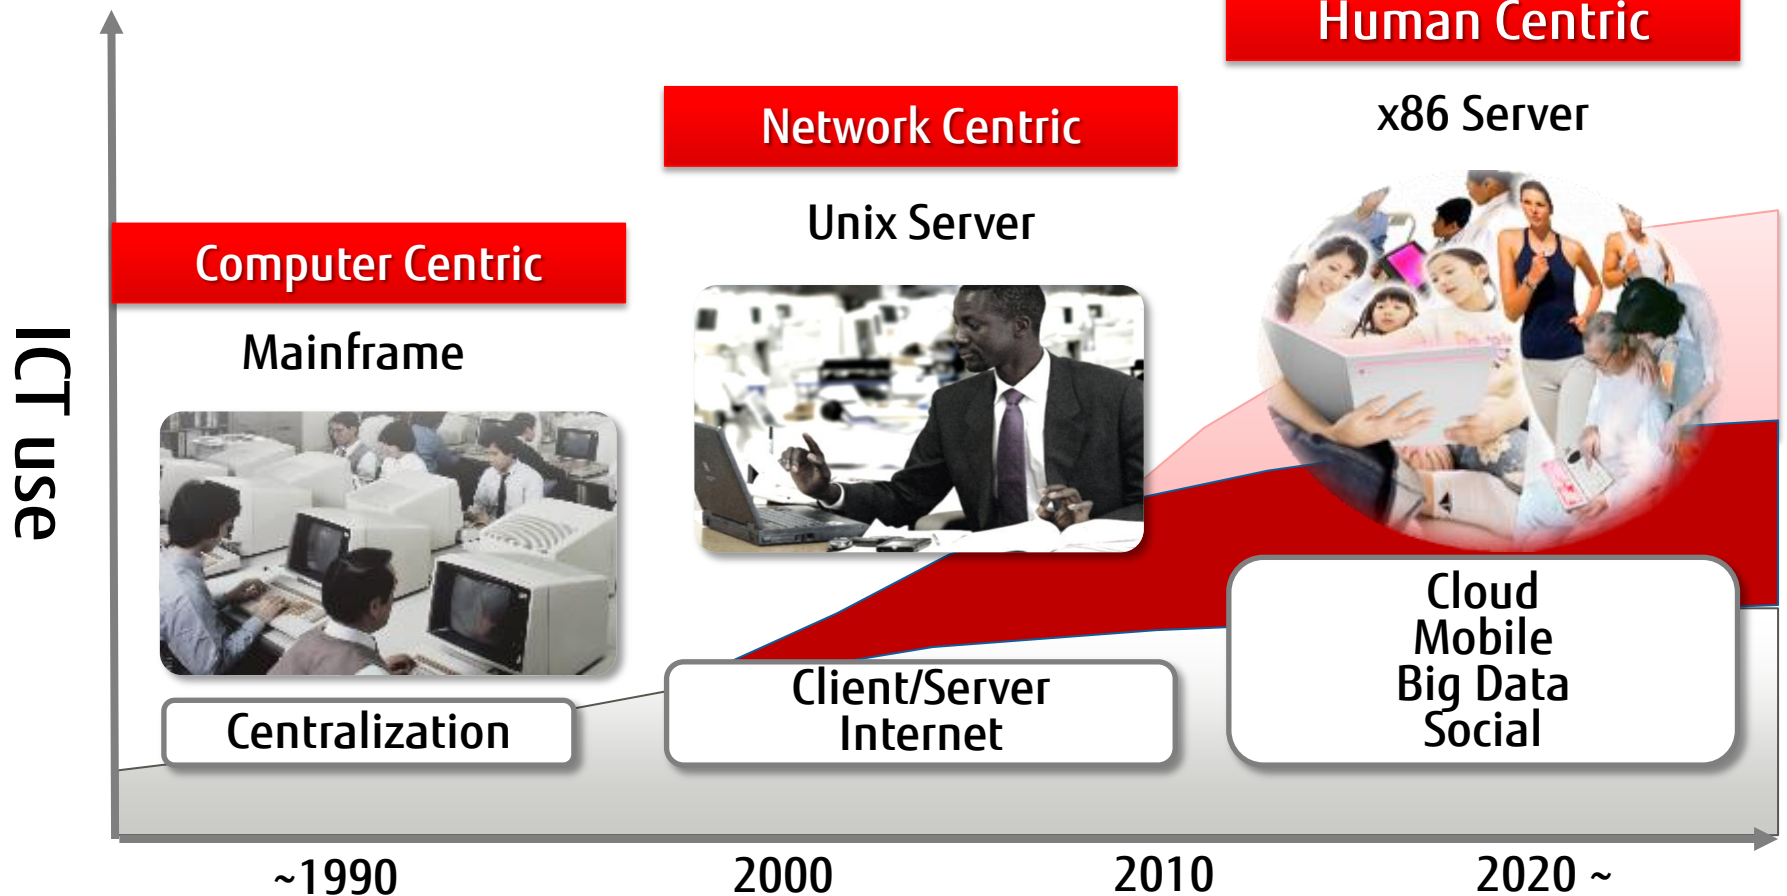 Human Centric
x86 Server
Network Centric
Unix Server
Computer Centric
Mainframe
ICT use
Centralization
Client/Server
Internet
Cloud
Mobile
Big Data
Social
~1990
2000
2010
2020 ~